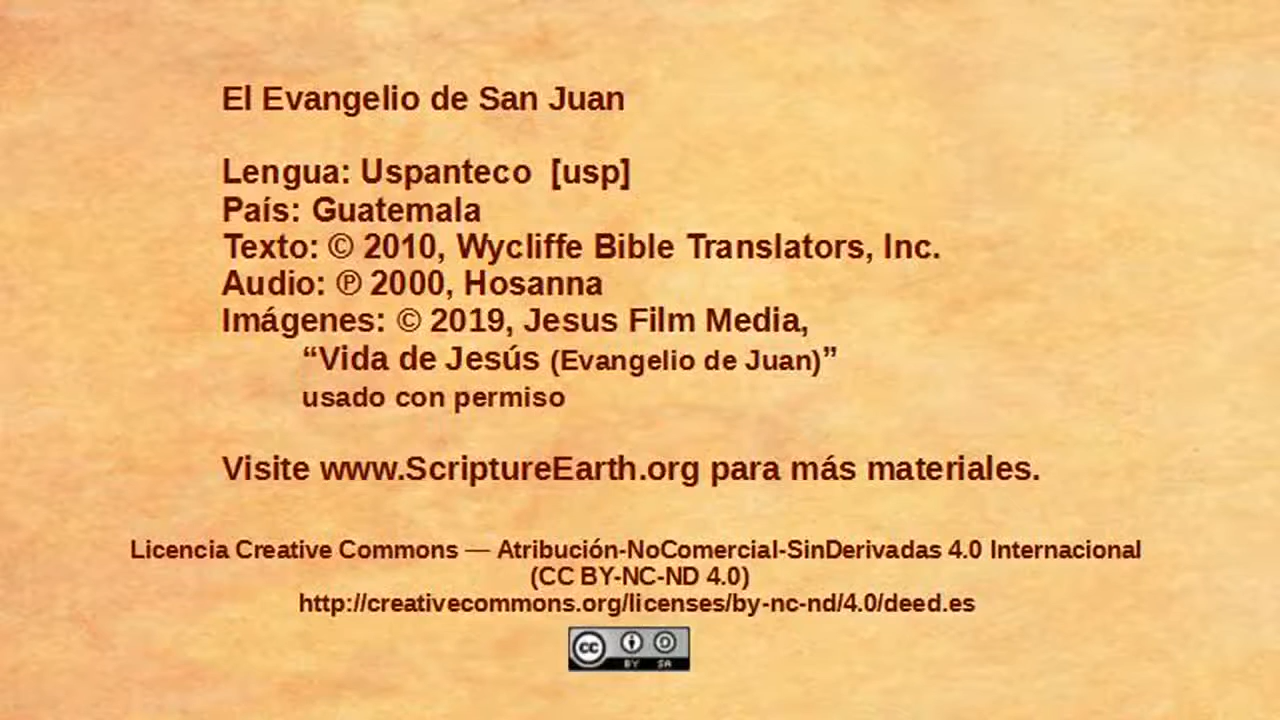 El Evangelio de San Juan
Lengua: Uspanteco [usp]
País: Guatemala
Texto: © 2010, Wycliffe Bible Translators, Inc.
Audio: ℗ 2000, Hosanna
Imágenes: © 2019, Jesus Film Media,
“Vida de Jesús (Evangelio de Juan)”
usado con permiso
Visite www.ScriptureEarth.org para más materiales.
Licencia Creative Commons — Atribución-NoComercial-SinDerivadas 4.0 Internacional
(CC BY-NC-ND 4.0)
http://creativecommons.org/licenses/by-nc-nd/4.0/deed.es
cc
BY SA